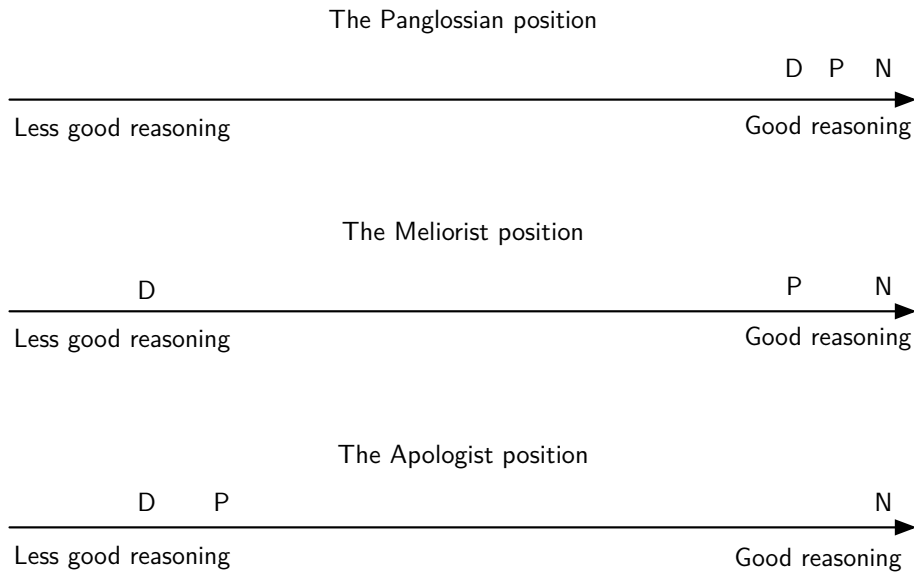 The Panglossian position
D P N
Less good reasoning Good reasoning
The Meliorist position
D P N
Less good reasoning Good reasoning
The Apologist position
D P N
Less good reasoning Good reasoning